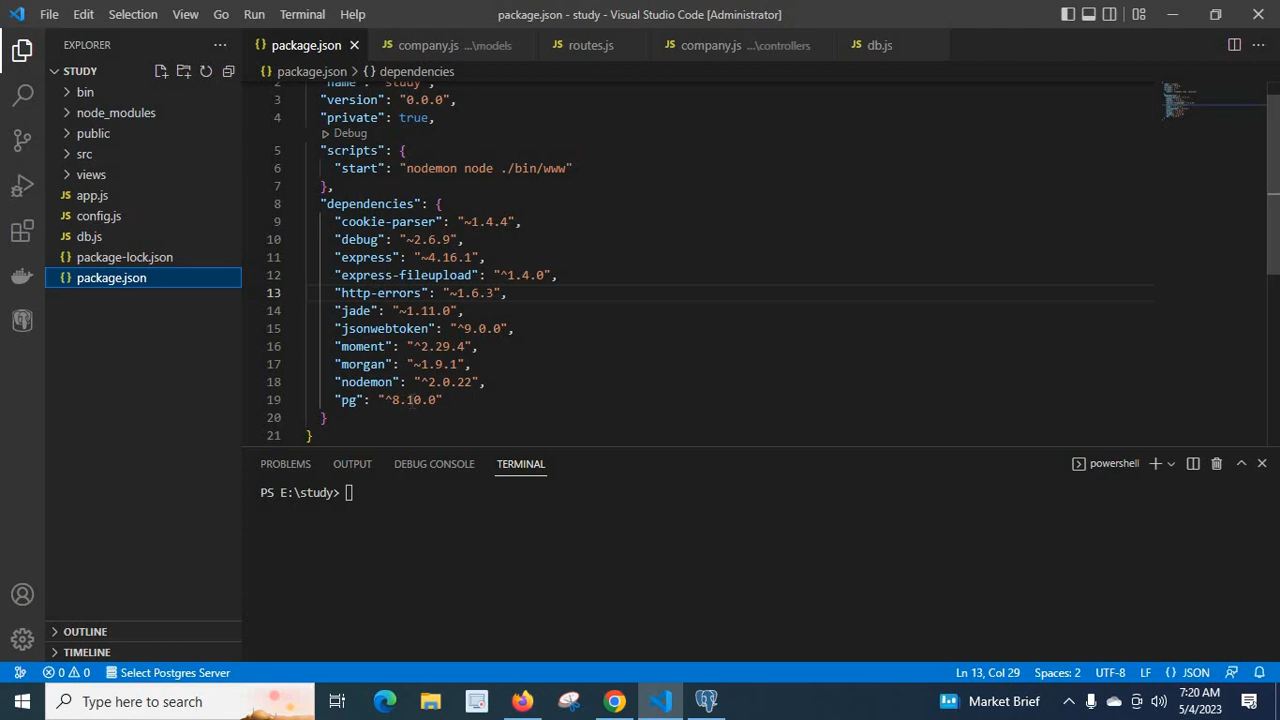 File Edit Selection View Go Run Terminal Help
package.json - study - Visual Studio Code [Administrator]
EXPLORER
package.json
company.js ...\models
routes.js
company.js ...\controllers
db.js
STUDY
package.json > {} dependencies
bin
node_modules
public
src
views
app.js
config.js
db.js
package-lock.json
package.json
2 "name": "study",
3 "version": "0.0.0",
4 "private": true,
Debug
5 "scripts": {
6 "start": "nodemon node ./bin/www"
7 },
8 "dependencies": {
9 "cookie-parser": "~1.4.4",
10 "debug": "~2.6.9",
11 "express": "~4.16.1",
12 "express-fileupload": "^1.4.0",
13 "http-errors": "~1.6.3",
14 "jade": "~1.11.0",
15 "jsonwebtoken": "^9.0.0",
16 "moment": "^2.29.4",
17 "morgan": "~1.9.1",
18 "nodemon": "^2.0.22",
19 "pg": "^8.10.0"
20 }
21 }
PROBLEMS OUTPUT DEBUG CONSOLE TERMINAL
powershell
PS E:\study>
OUTLINE
TIMELINE
0 0 Select Postgres Server
Ln 13, Col 29 Spaces: 2 UTF-8 LF {} JSON
Type here to search
Market Brief
7:20 AM
5/4/2023